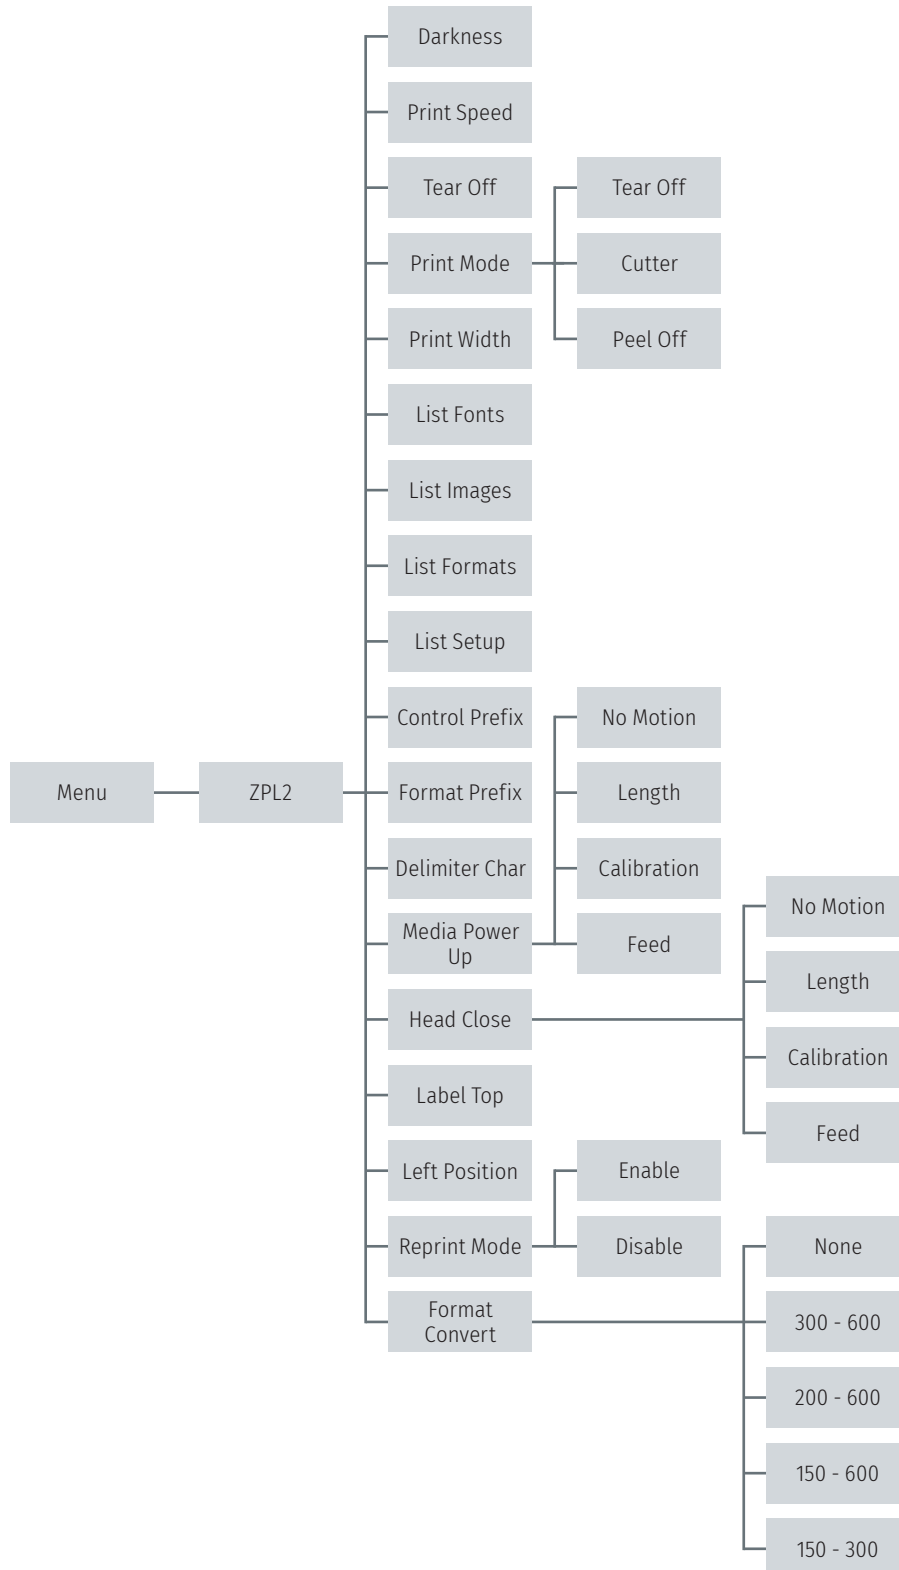 Darkness
Print Speed
Tear Off
Tear Off
Print Mode
Cutter
Print Width
Peel Off
List Fonts
List Images
List Formats
List Setup
Control Prefix
No Motion
Menu
ZPL2
Format Prefix
Length
Delimiter Char
Calibration
No Motion
Media Power
Up
Feed
Length
Head Close
Calibration
Label Top
Feed
Left Position
Enable
Reprint Mode
Disable
None
Format
Convert
300 - 600
200 - 600
150 - 600
150 - 300